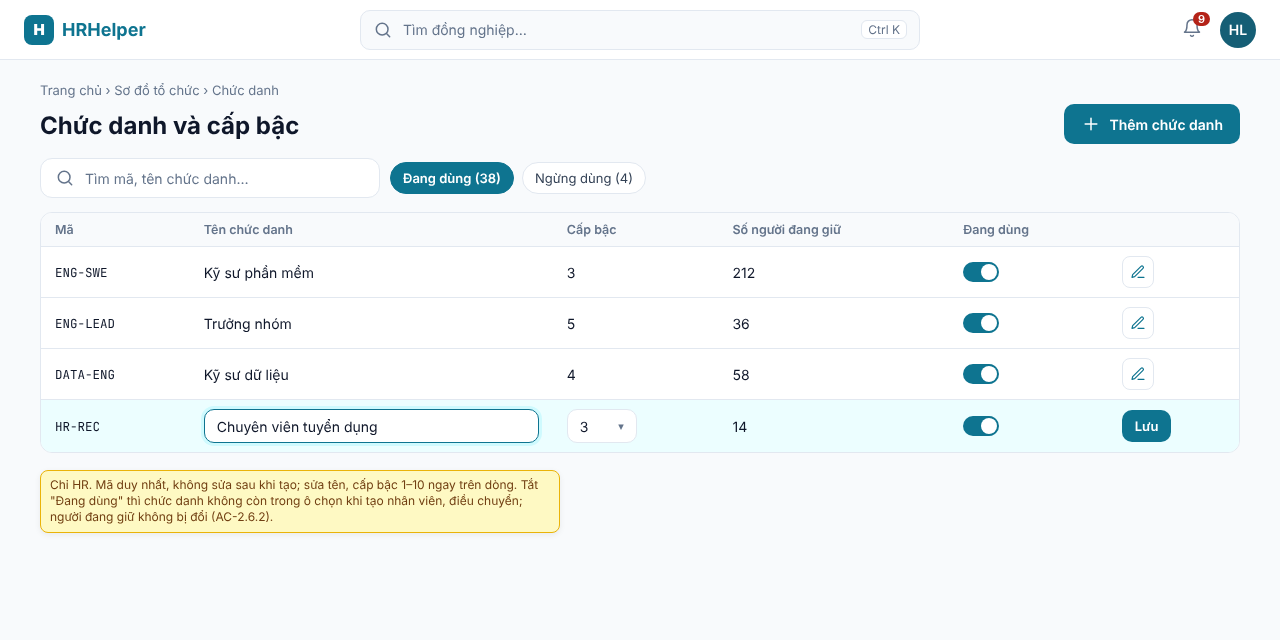 H HRHelper
Tìm đồng nghiệp... Ctrl K
9
HL
Trang chủ › Sơ đồ tổ chức › Chức danh
Chức danh và cấp bậc
Thêm chức danh
Tìm mã, tên chức danh...
Đang dùng (38)
Ngừng dùng (4)
Mã Tên chức danh Cấp bậc Số người đang giữ Đang dùng
ENG-SWE Kỹ sư phần mềm 3 212
ENG-LEAD Trưởng nhóm 5 36
DATA-ENG Kỹ sư dữ liệu 4 58
HR-REC Chuyên viên tuyển dụng 3 14 Lưu
Chỉ HR. Mã duy nhất, không sửa sau khi tạo; sửa tên, cấp bậc 1–10 ngay trên dòng. Tắt
"Đang dùng" thì chức danh không còn trong ô chọn khi tạo nhân viên, điều chuyển;
người đang giữ không bị đổi (AC-2.6.2).